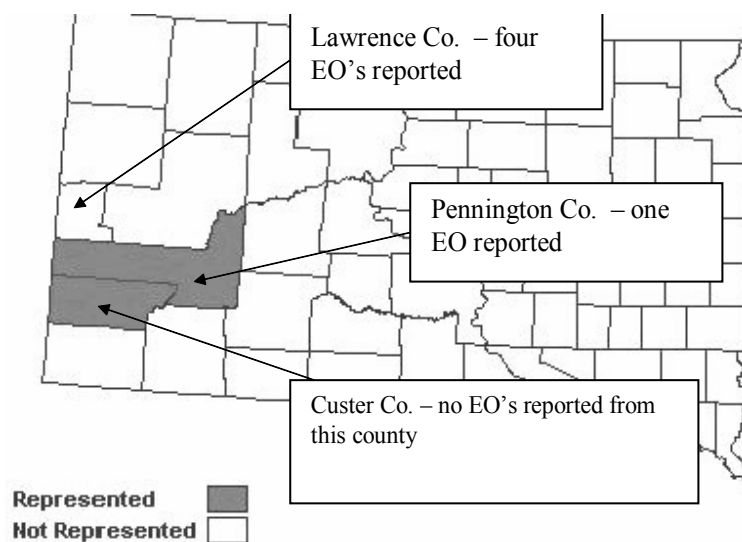 Lawrence Co. – four
EO's reported
Pennington Co. – one
EO reported
Custer Co. – no EO's reported from
this county
Represented
Not Represented